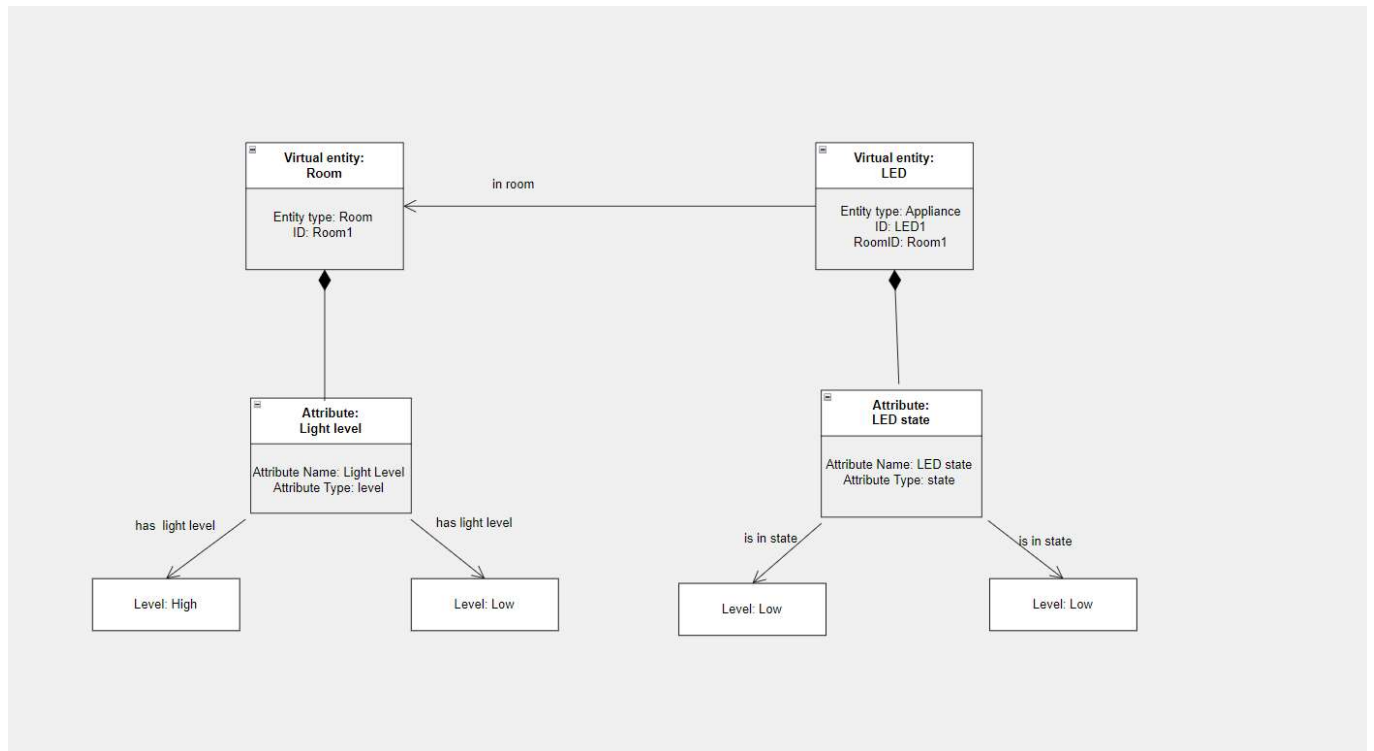 Virtual entity:
Room
Entity type: Room
ID: Room1
in room
Virtual entity:
LED
Entity type: Appliance
ID: LED1
RoomID: Room1
Attribute:
Light level
Attribute Name: Light Level
Attribute Type: level
has light level
has light level
Level: High
Level: Low
Attribute:
LED state
Attribute Name: LED state
Attribute Type: state
is in state
is in state
Level: Low
Level: Low